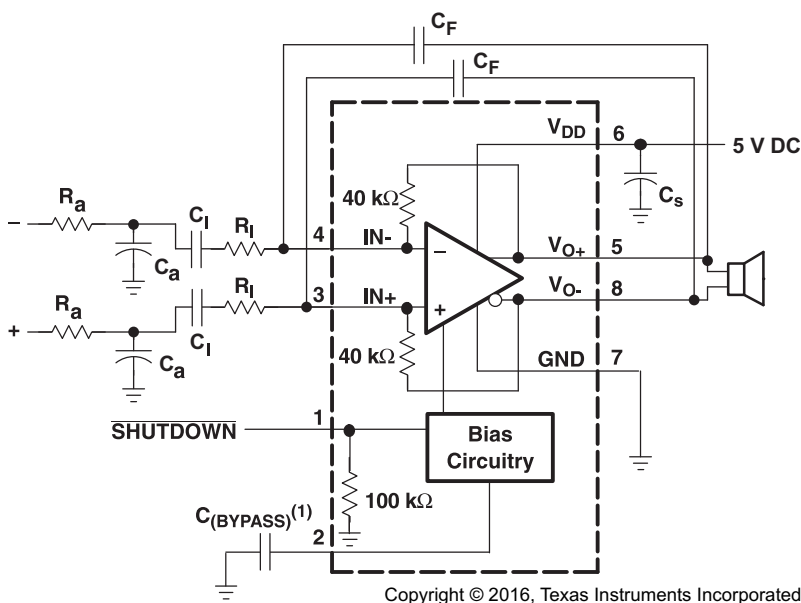 C_F
C_F
V_DD 6
5 V DC
C_s
40 kΩ
R_a
C_I
R_I
4 IN-
V_O+ 5
−
−
C_a
R_I
3 IN+
V_O- 8
R_a
+
+
C_I
C_a
40 kΩ
GND 7
1
SHUTDOWN
Bias
Circuitry
100 kΩ
C_(BYPASS)^(1)
2
Copyright © 2016, Texas Instruments Incorporated